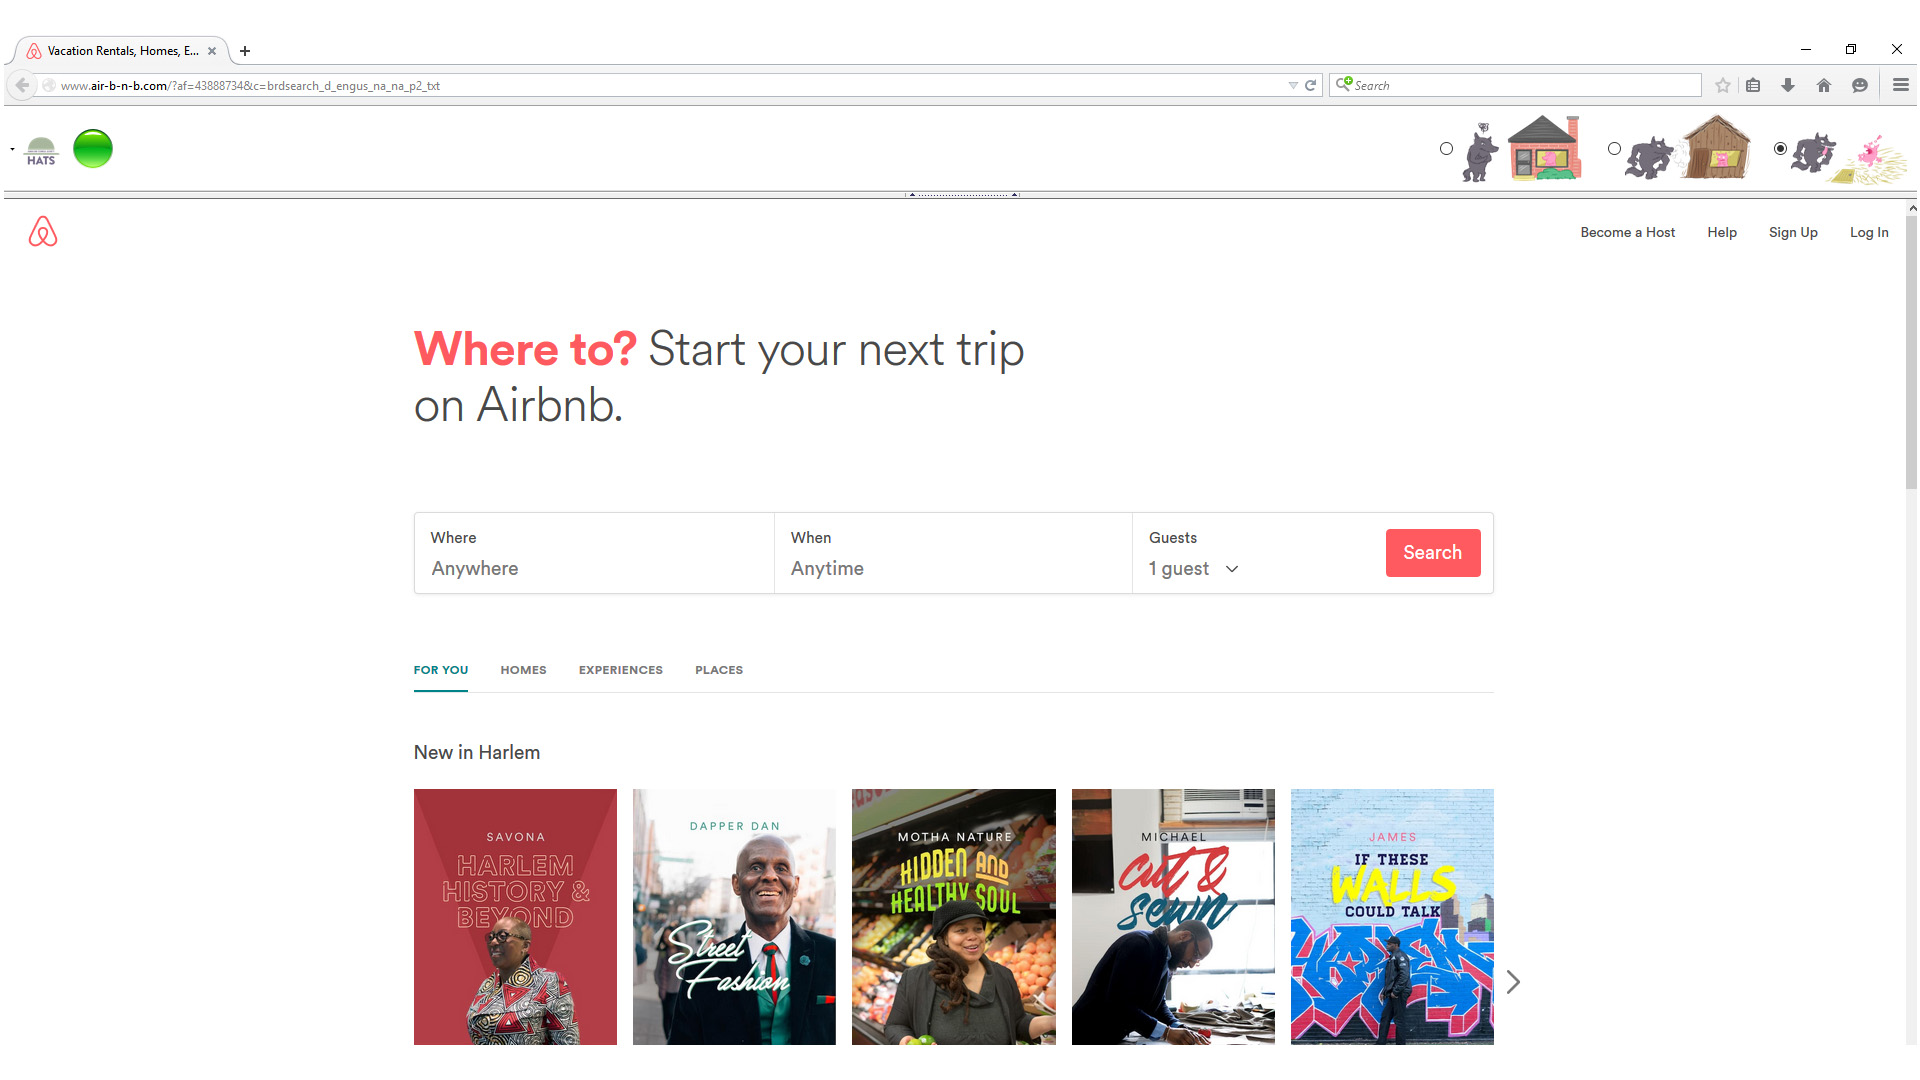 Vacation Rentals, Homes, E...
www.air-b-n-b.com/?af=43888734&c=brdsearch_d_engus_na_na_p2_txt
Search
HATS
Become a Host
Help
Sign Up
Log In
Where to? Start your next trip
on Airbnb.
Where
Anywhere
When
Anytime
Guests
1 guest
Search
FOR YOU
HOMES
EXPERIENCES
PLACES
New in Harlem
SAVONA
HARLEM
HISTORY &
BEYOND
DAPPER DAN
Street
Fashion
MOTHA NATURE
HIDDEN AND
HEALTHY SOUL
MICHAEL
cut &
sewn
JAMES
IF THESE
WALLS
COULD TALK